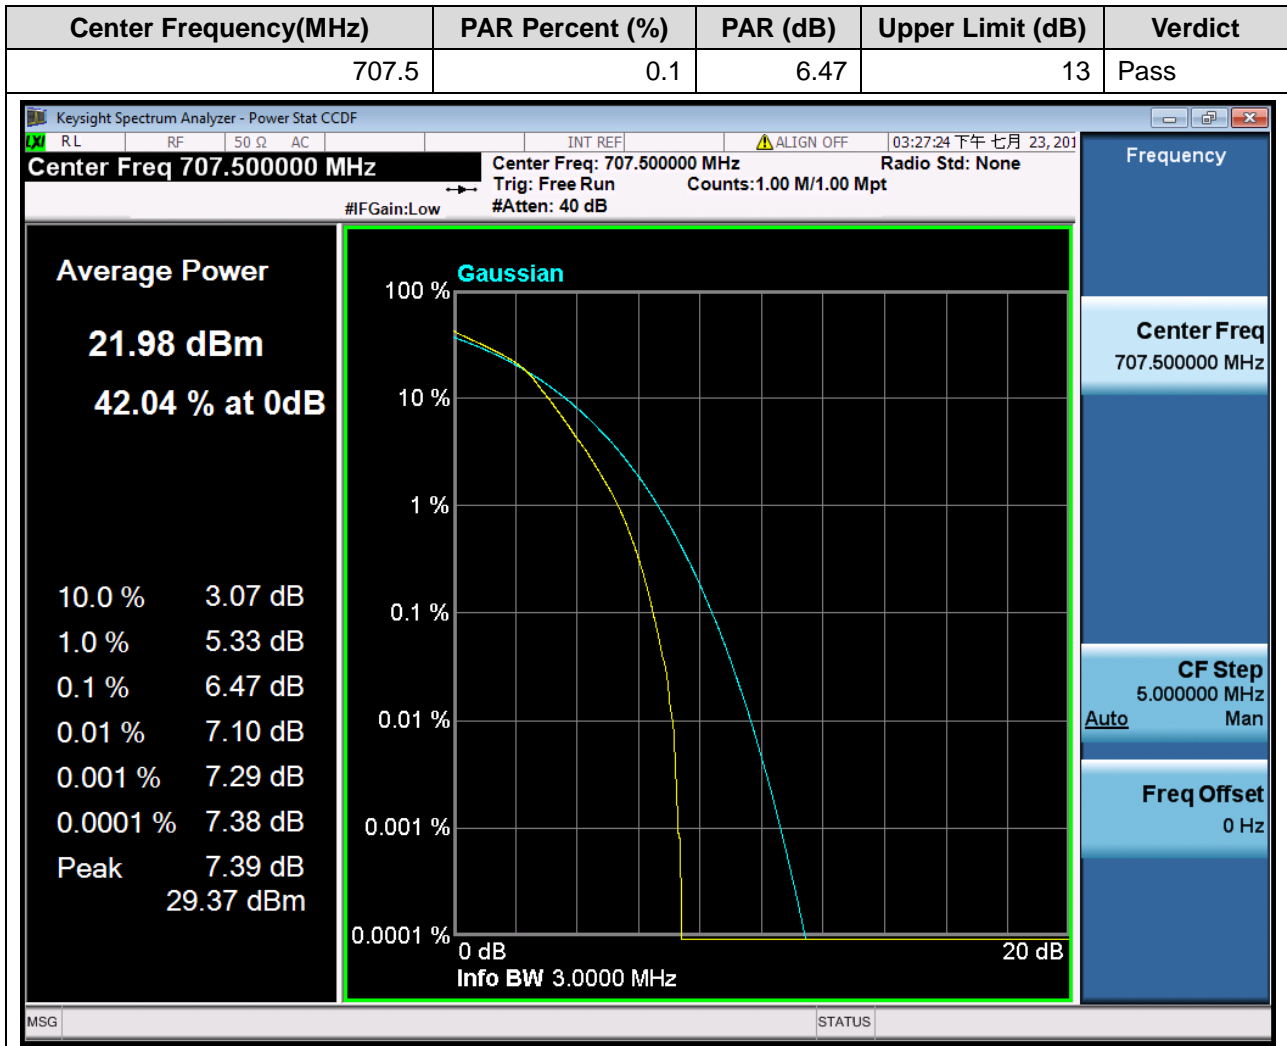 Center Frequency(MHz) PAR Percent (%) PAR (dB) Upper Limit (dB) Verdict
707.5 0.1 6.47 13 Pass
Keysight Spectrum Analyzer - Power Stat CCDF
LXI RL RF 50 Ω AC INT REF ALIGN OFF 03:27:24 下午 七月 23, 201
Center Freq 707.500000 MHz
Center Freq: 707.500000 MHz Radio Std: None
Trig: Free Run Counts:1.00 M/1.00 Mpt
#IFGain:Low #Atten: 40 dB
Average Power
21.98 dBm
42.04 % at 0dB
10.0 % 3.07 dB
1.0 % 5.33 dB
0.1 % 6.47 dB
0.01 % 7.10 dB
0.001 % 7.29 dB
0.0001 % 7.38 dB
Peak 7.39 dB
29.37 dBm
Gaussian
100 %
10 %
1 %
0.1 %
0.01 %
0.001 %
0.0001 %
0 dB 20 dB
Info BW 3.0000 MHz
Frequency
Center Freq
707.500000 MHz
CF Step
5.000000 MHz
Auto Man
Freq Offset
0 Hz
MSG STATUS